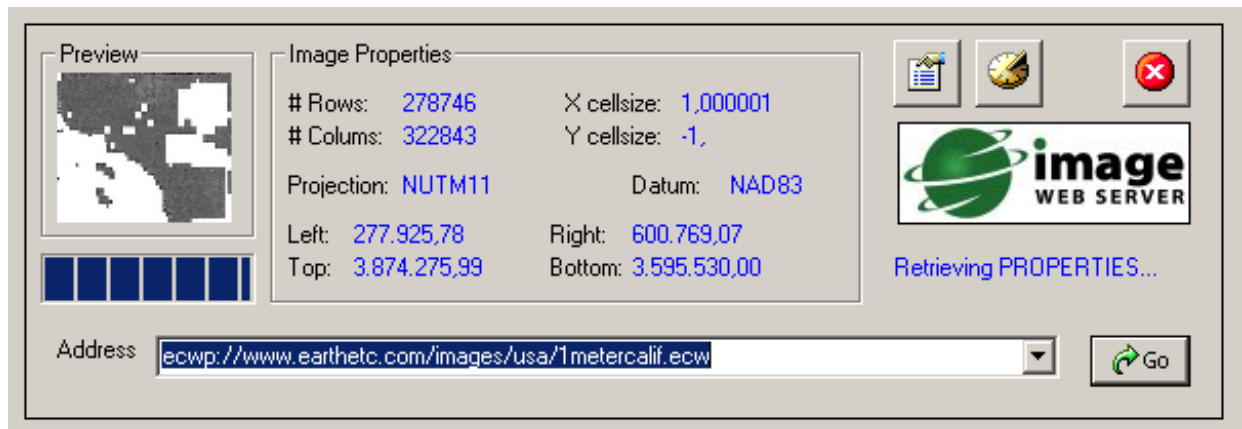 Preview
Image Properties
# Rows: 278746 X cellsize: 1,000001
# Colums: 322843 Y cellsize: -1,
Projection: NUTM11 Datum: NAD83
Left: 277.925,78 Right: 600.769,07
Top: 3.874.275,99 Bottom: 3.595.530,00
image
WEB SERVER
Retrieving PROPERTIES...
Address ecwp://www.earthetc.com/images/usa/1metercalif.ecw Go